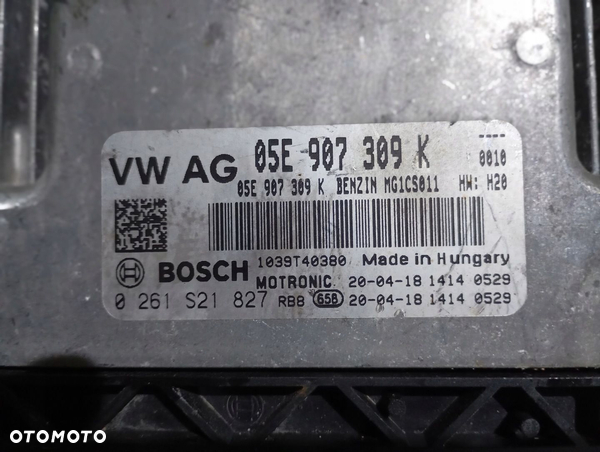 VW AG 05E 907 309 K ----
0010
05E 907 309 K BENZIN MG1CS011 HW: H20
BOSCH 1039T40380 Made in Hungary
MOTRONIC 20-04-18 1414 0529
0 261 S21 827 RB8 65B 20-04-18 1414 0529
OTOMOTO
OTOMOTO